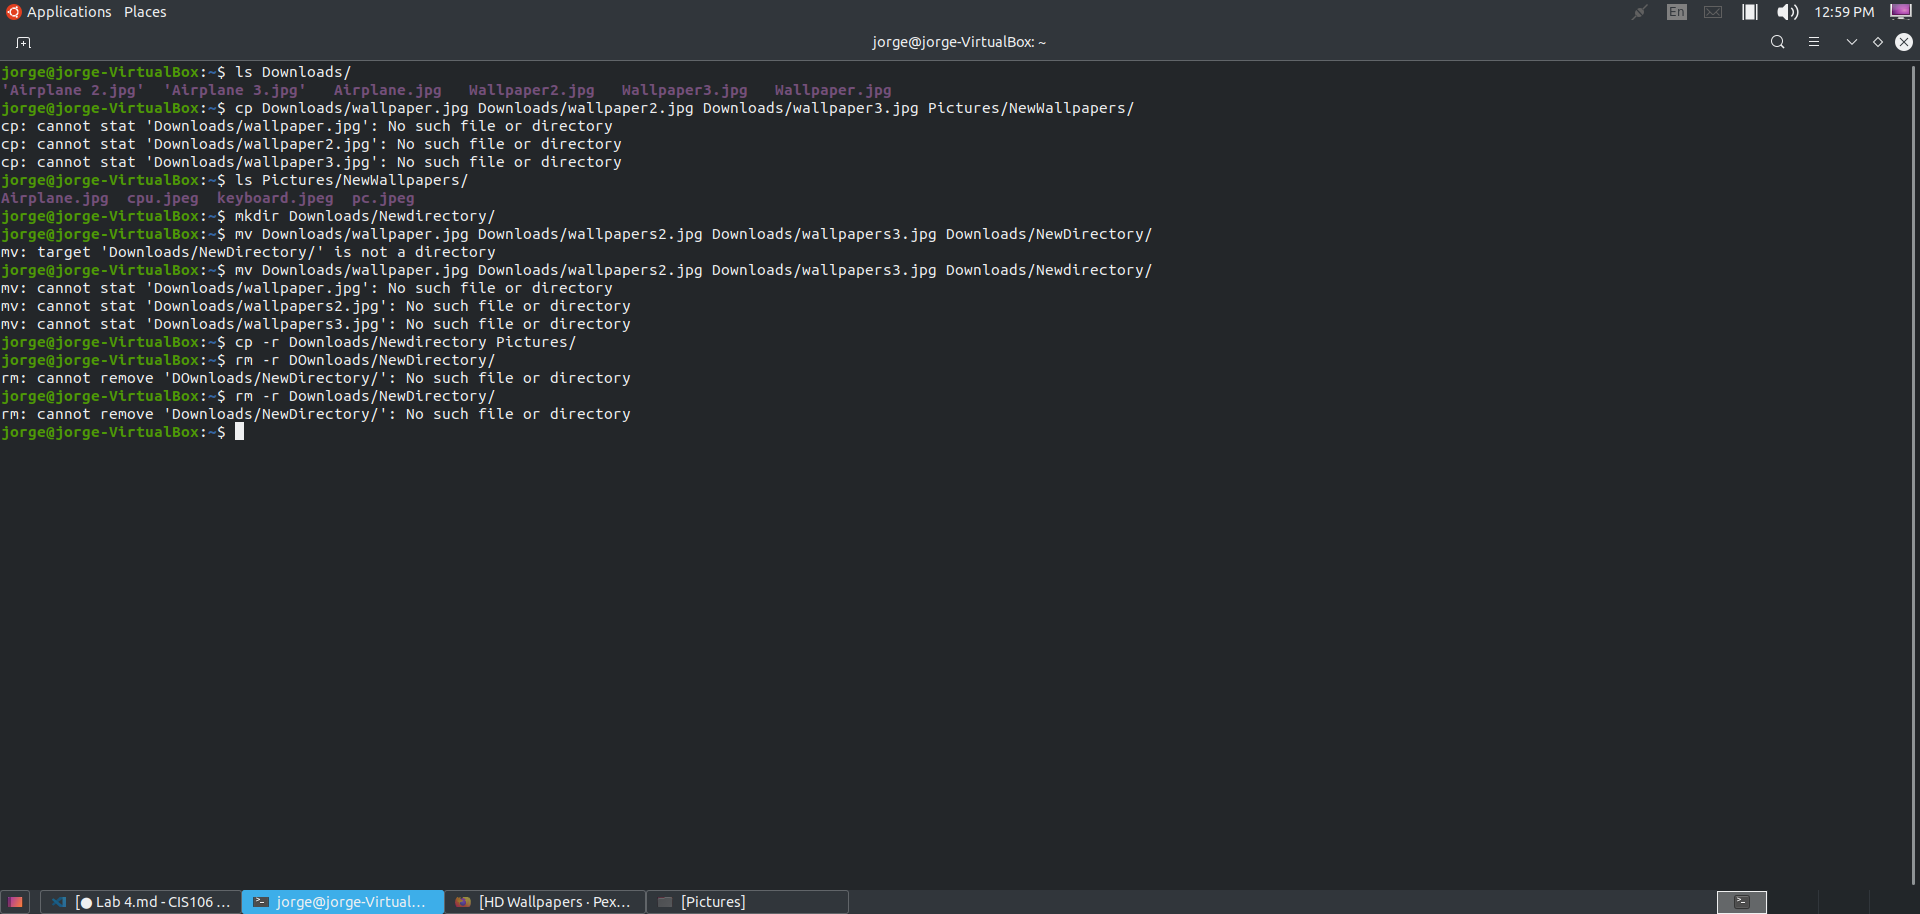 Applications Places
En 12:59 PM
jorge@jorge-VirtualBox: ~
jorge@jorge-VirtualBox:~$ ls Downloads/
'Airplane 2.jpg'  'Airplane 3.jpg'   Airplane.jpg   Wallpaper2.jpg   Wallpaper3.jpg   Wallpaper.jpg
jorge@jorge-VirtualBox:~$ cp Downloads/wallpaper.jpg Downloads/wallpaper2.jpg Downloads/wallpaper3.jpg Pictures/NewWallpapers/
cp: cannot stat 'Downloads/wallpaper.jpg': No such file or directory
cp: cannot stat 'Downloads/wallpaper2.jpg': No such file or directory
cp: cannot stat 'Downloads/wallpaper3.jpg': No such file or directory
jorge@jorge-VirtualBox:~$ ls Pictures/NewWallpapers/
Airplane.jpg  cpu.jpeg  keyboard.jpeg  pc.jpeg
jorge@jorge-VirtualBox:~$ mkdir Downloads/Newdirectory/
jorge@jorge-VirtualBox:~$ mv Downloads/wallpaper.jpg Downloads/wallpapers2.jpg Downloads/wallpapers3.jpg Downloads/NewDirectory/
mv: target 'Downloads/NewDirectory/' is not a directory
jorge@jorge-VirtualBox:~$ mv Downloads/wallpaper.jpg Downloads/wallpapers2.jpg Downloads/wallpapers3.jpg Downloads/Newdirectory/
mv: cannot stat 'Downloads/wallpaper.jpg': No such file or directory
mv: cannot stat 'Downloads/wallpapers2.jpg': No such file or directory
mv: cannot stat 'Downloads/wallpapers3.jpg': No such file or directory
jorge@jorge-VirtualBox:~$ cp -r Downloads/Newdirectory Pictures/
jorge@jorge-VirtualBox:~$ rm -r DOwnloads/NewDirectory/
rm: cannot remove 'DOwnloads/NewDirectory/': No such file or directory
jorge@jorge-VirtualBox:~$ rm -r Downloads/NewDirectory/
rm: cannot remove 'Downloads/NewDirectory/': No such file or directory
jorge@jorge-VirtualBox:~$
[● Lab 4.md - CIS106 ... jorge@jorge-Virtual... [HD Wallpapers · Pex... [Pictures]